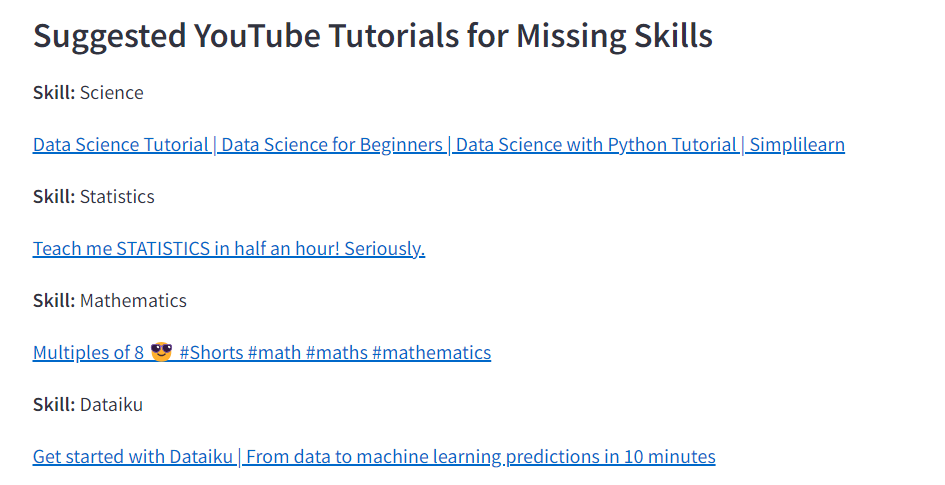 Suggested YouTube Tutorials for Missing Skills
Skill: Science
Data Science Tutorial | Data Science for Beginners | Data Science with Python Tutorial | Simplilearn
Skill: Statistics
Teach me STATISTICS in half an hour! Seriously.
Skill: Mathematics
Multiples of 8 😎 #Shorts #math #maths #mathematics
Skill: Dataiku
Get started with Dataiku | From data to machine learning predictions in 10 minutes